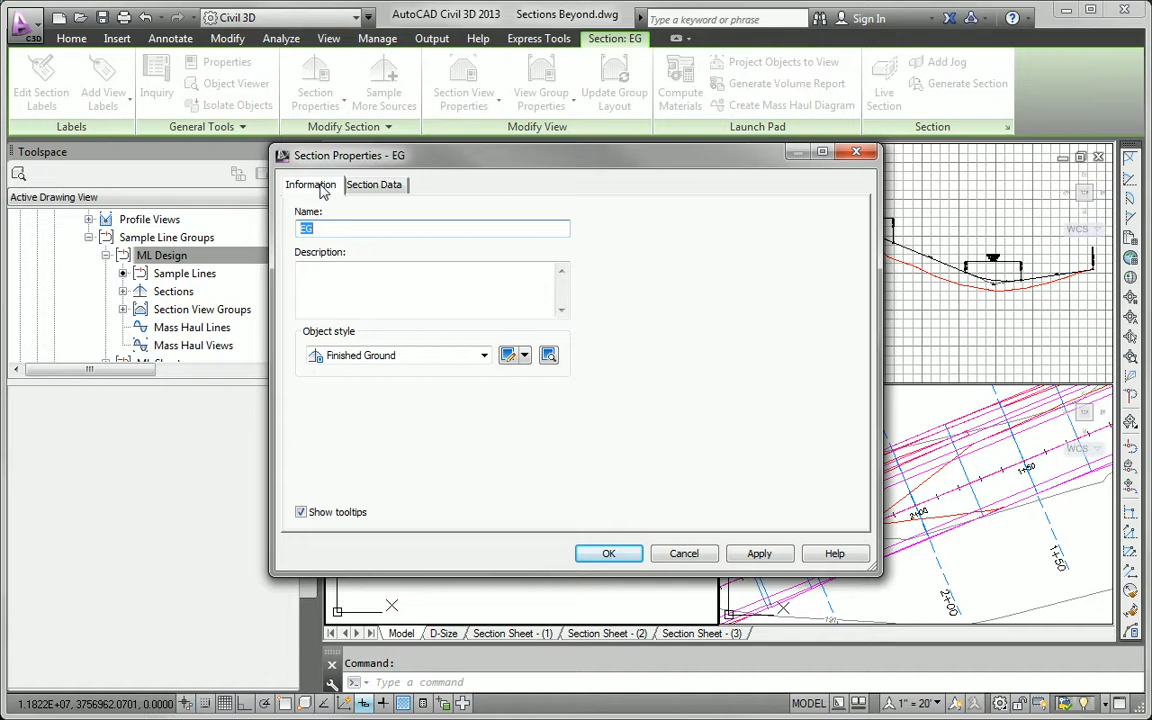 Civil 3D
AutoCAD Civil 3D 2013
Sections Beyond.dwg
Type a keyword or phrase
Sign In
C3D
Home
Insert
Annotate
Modify
Analyze
View
Manage
Output
Help
Express Tools
Section: EG
Edit Section Labels
Add View Labels
Inquiry
Properties
Object Viewer
Isolate Objects
Section Properties
Sample More Sources
Section View Properties
View Group Properties
Update Group Layout
Compute Materials
Project Objects to View
Generate Volume Report
Create Mass Haul Diagram
Live Section
Add Jog
Generate Section
Labels
General Tools
Modify Section
Modify View
Launch Pad
Section
Toolspace
Active Drawing View
Profile Views
Sample Line Groups
ML Design
Sample Lines
Sections
Section View Groups
Mass Haul Lines
Mass Haul Views
Section Properties - EG
Information
Section Data
Name:
EG
Description:
Object style
Finished Ground
Show tooltips
OK
Cancel
Apply
Help
WCS
WCS
1+50
2+00
1+50
2+00
Model
D-Size
Section Sheet - (1)
Section Sheet - (2)
Section Sheet - (3)
Command:
Type a command
1.1822E+07, 3756962.0701, 0.0000
MODEL
1" = 20'